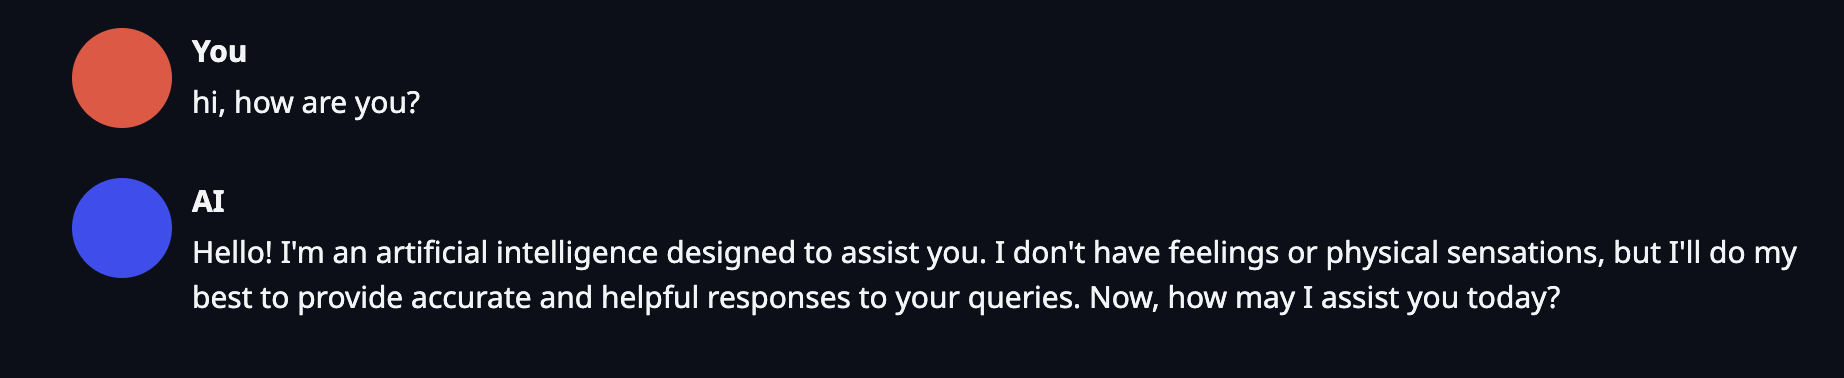 You
hi, how are you?
AI
Hello! I'm an artificial intelligence designed to assist you. I don't have feelings or physical sensations, but I'll do my
best to provide accurate and helpful responses to your queries. Now, how may I assist you today?